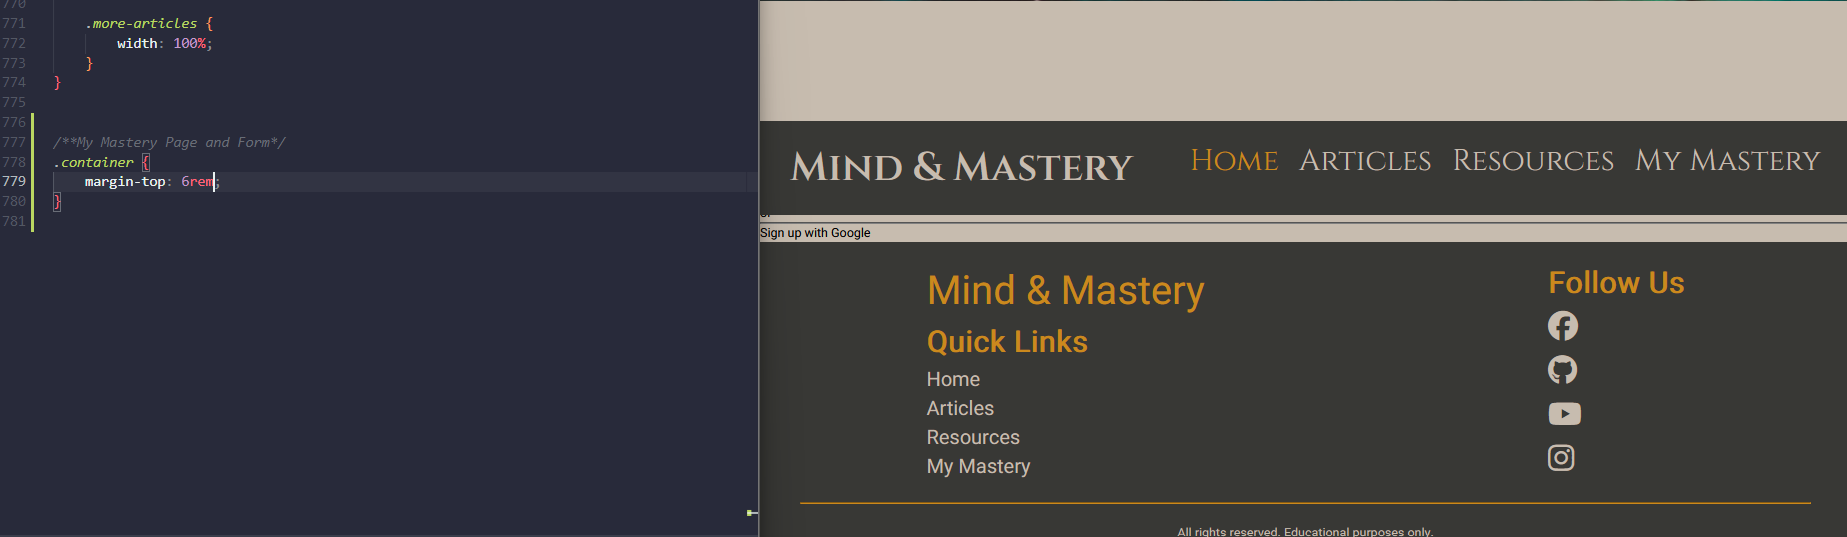 770
771 .more-articles {
772 width: 100%;
773 }
774 }
775
776
777 /**My Mastery Page and Form*/
778 .container {
779 margin-top: 6rem;
780 }
781
Mind & Mastery Home Articles Resources My Mastery
Sign up with Google
Mind & Mastery
Quick Links
Home
Articles
Resources
My Mastery
Follow Us
All rights reserved. Educational purposes only.